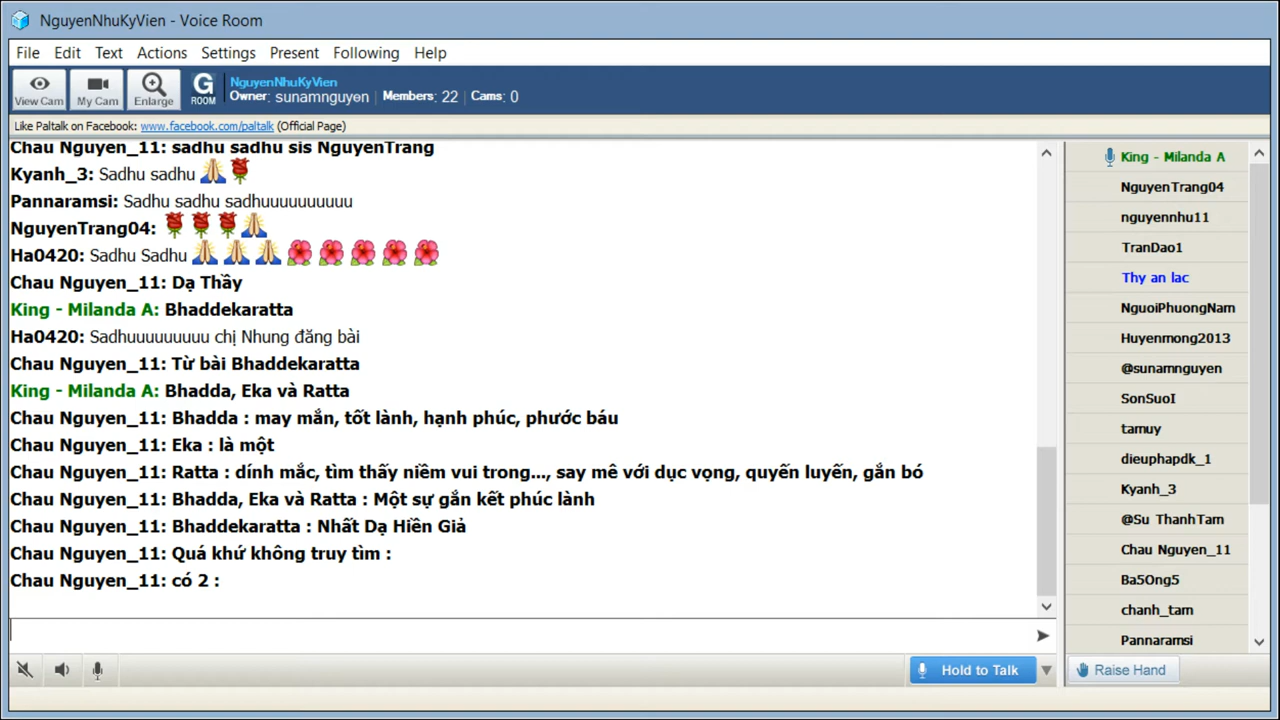 NguyenNhuKyVien - Voice Room
File Edit Text Actions Settings Present Following Help
View Cam
My Cam
Enlarge
G ROOM
NguyenNhuKyVien
Owner: sunamnguyen | Members: 22 | Cams: 0
Like Paltalk on Facebook: www.facebook.com/paltalk (Official Page)
Chau Nguyen_11: sadhu sadhu sis NguyenTrang
Kyanh_3: Sadhu sadhu
Pannaramsi: Sadhu sadhu sadhuuuuuuuuuu
NguyenTrang04:
Ha0420: Sadhu Sadhu
Chau Nguyen_11: Dạ Thầy
King - Milanda A: Bhaddekaratta
Ha0420: Sadhuuuuuuuuu chị Nhung đăng bài
Chau Nguyen_11: Từ bài Bhaddekaratta
King - Milanda A: Bhadda, Eka và Ratta
Chau Nguyen_11: Bhadda : may mắn, tốt lành, hạnh phúc, phước báu
Chau Nguyen_11: Eka : là một
Chau Nguyen_11: Ratta : dính mắc, tìm thấy niềm vui trong..., say mê với dục vọng, quyến luyến, gắn bó
Chau Nguyen_11: Bhadda, Eka và Ratta : Một sự gắn kết phúc lành
Chau Nguyen_11: Bhaddekaratta : Nhất Dạ Hiền Giả
Chau Nguyen_11: Quá khứ không truy tìm :
Chau Nguyen_11: có 2 :
King - Milanda A
NguyenTrang04
nguyennhu11
TranDao1
Thy an lac
NguoiPhuongNam
Huyenmong2013
@sunamnguyen
SonSuoI
tamuy
dieuphapdk_1
Kyanh_3
@Su ThanhTam
Chau Nguyen_11
Ba5Ong5
chanh_tam
Pannaramsi
Hold to Talk
Raise Hand